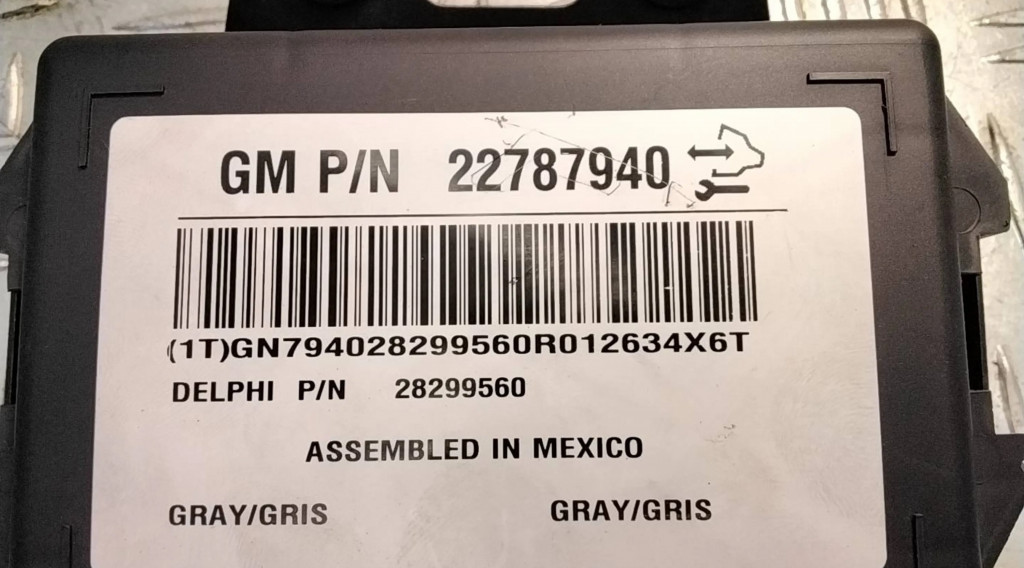 GM P/N 22787940
(1T)GN794028299560R012634X6T
DELPHI P/N 28299560
ASSEMBLED IN MEXICO
GRAY/GRIS GRAY/GRIS